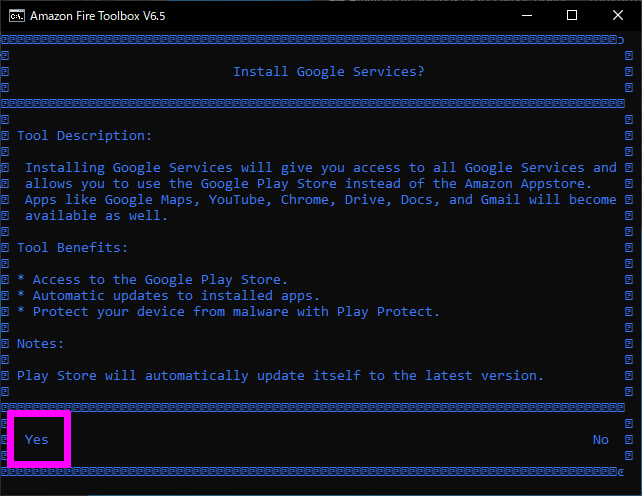 Amazon Fire Toolbox V6.5
Install Google Services?
Tool Description:
Installing Google Services will give you access to all Google Services and
allows you to use the Google Play Store instead of the Amazon Appstore.
Apps like Google Maps, YouTube, Chrome, Drive, Docs, and Gmail will become
available as well.
Tool Benefits:
* Access to the Google Play Store.
* Automatic updates to installed apps.
* Protect your device from malware with Play Protect.
Notes:
Play Store will automatically update itself to the latest version.
Yes No